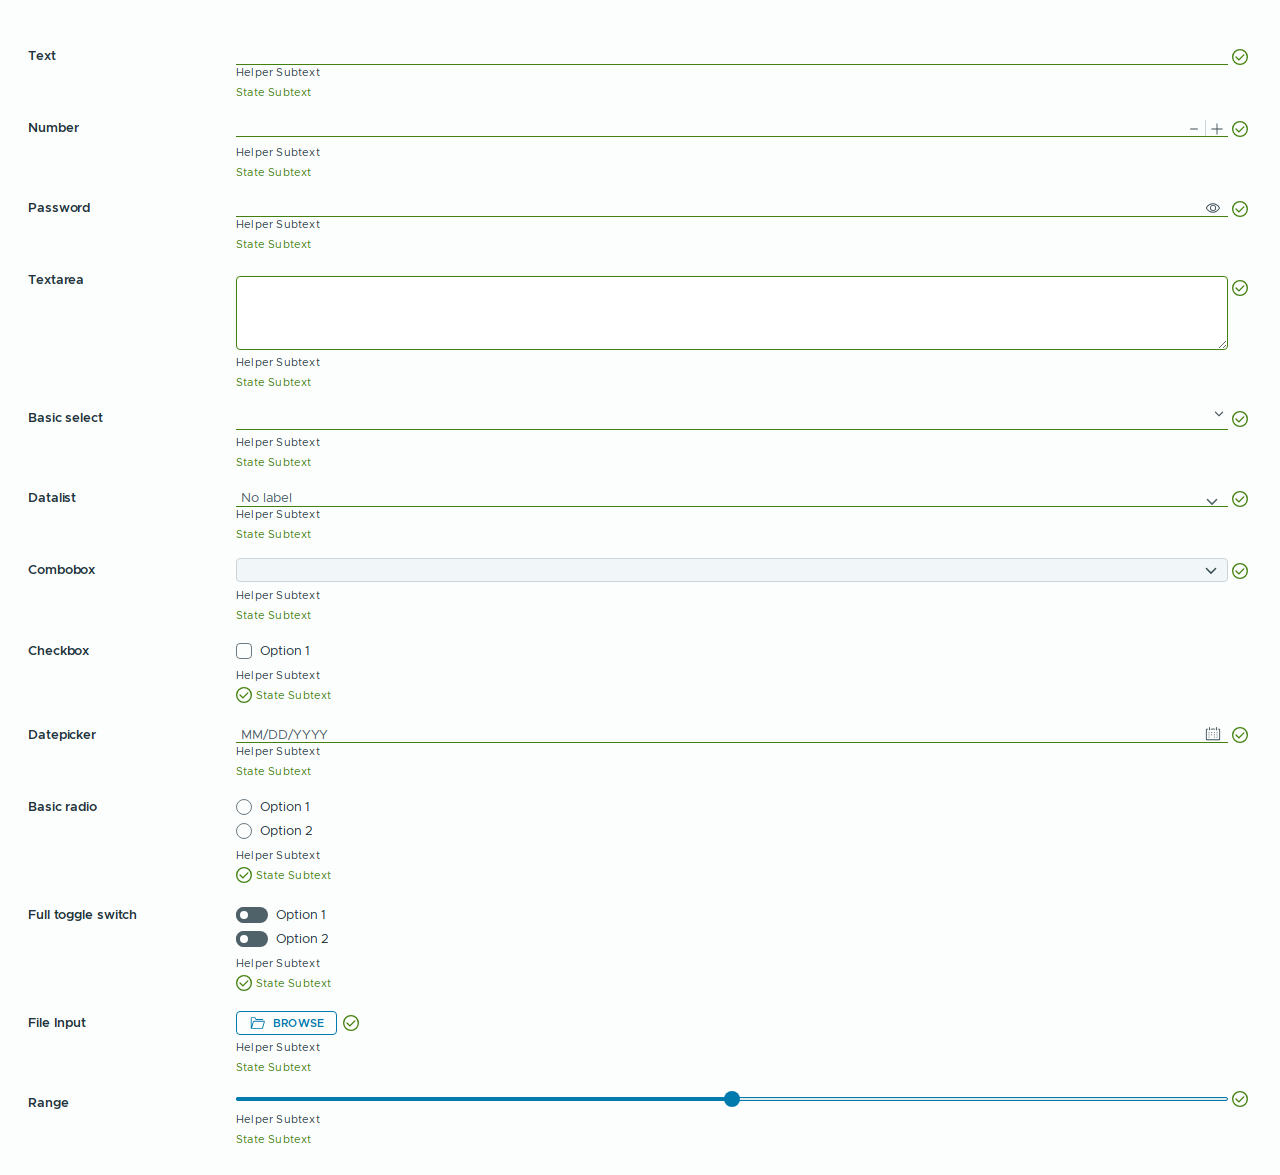 Text
Helper Subtext
State Subtext
Number
Helper Subtext
State Subtext
Password
Helper Subtext
State Subtext
Textarea
Helper Subtext
State Subtext
Basic select
Helper Subtext
State Subtext
Datalist
No label
Helper Subtext
State Subtext
Combobox
Helper Subtext
State Subtext
Checkbox
Option 1
Helper Subtext
State Subtext
Datepicker
MM/DD/YYYY
Helper Subtext
State Subtext
Basic radio
Option 1
Option 2
Helper Subtext
State Subtext
Full toggle switch
Option 1
Option 2
Helper Subtext
State Subtext
File Input
BROWSE
Helper Subtext
State Subtext
Range
Helper Subtext
State Subtext